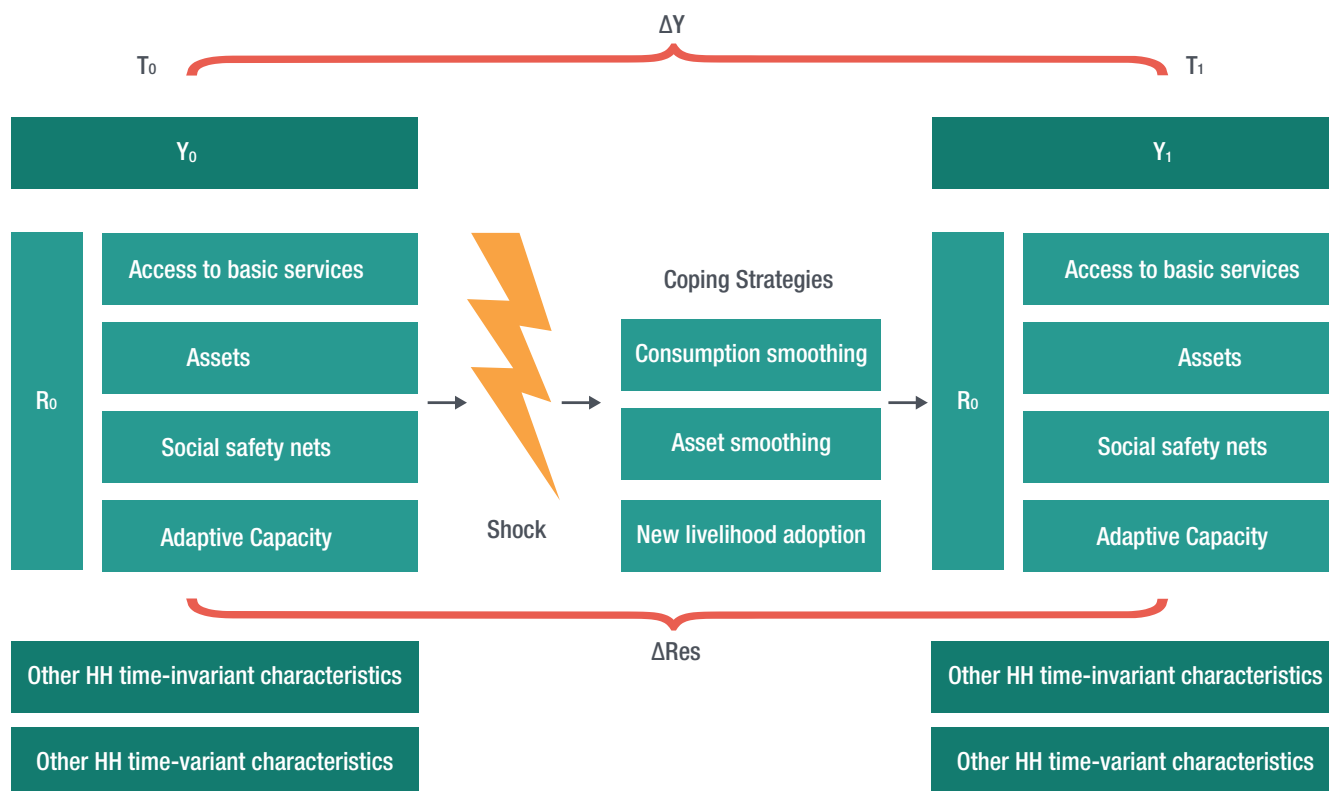 ΔY
T₀
T₁
Y₀
Y₁
R₀
Access to basic services
Assets
Social safety nets
Adaptive Capacity
Shock
Coping Strategies
Consumption smoothing
Asset smoothing
New livelihood adoption
R₀
Access to basic services
Assets
Social safety nets
Adaptive Capacity
ΔRes
Other HH time-invariant characteristics
Other HH time-variant characteristics
Other HH time-invariant characteristics
Other HH time-variant characteristics